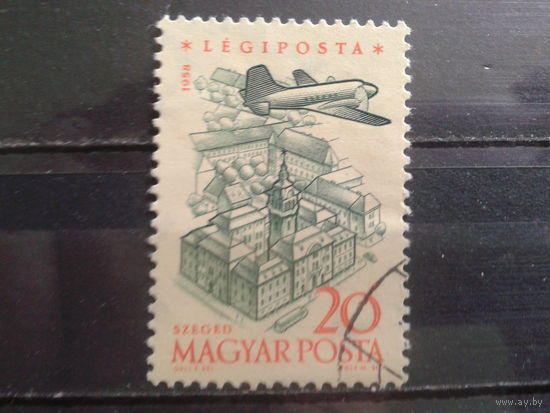 * LÉGIPOSTA *
1958
20
SZEGED
MAGYAR POSTA
www.ay.by